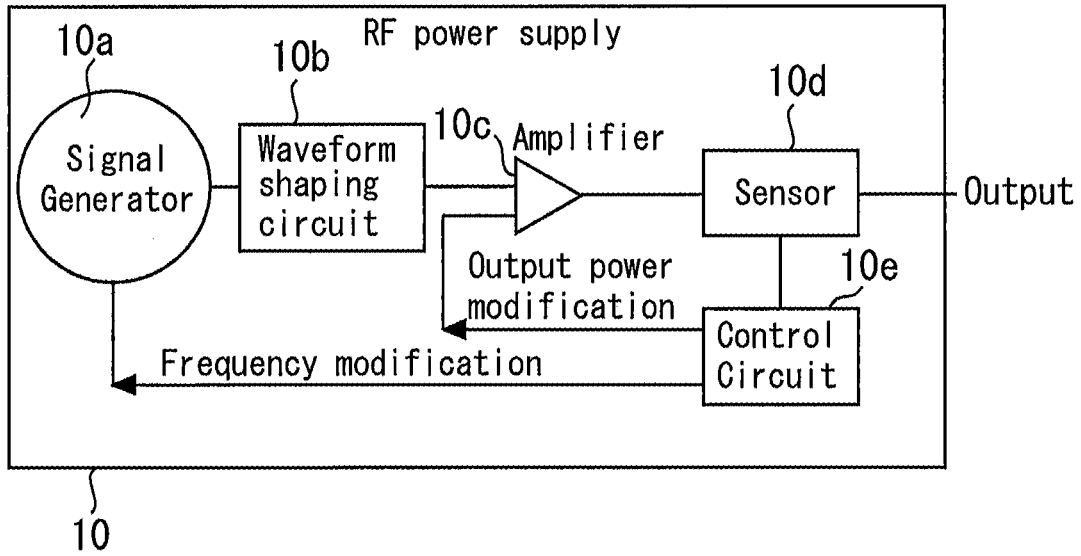 RF power supply
10a
10b
10c
Amplifier
10d
Signal
Generator
Waveform
shaping
circuit
Sensor
Output
Output power
modification
10e
Control
Circuit
Frequency modification
10